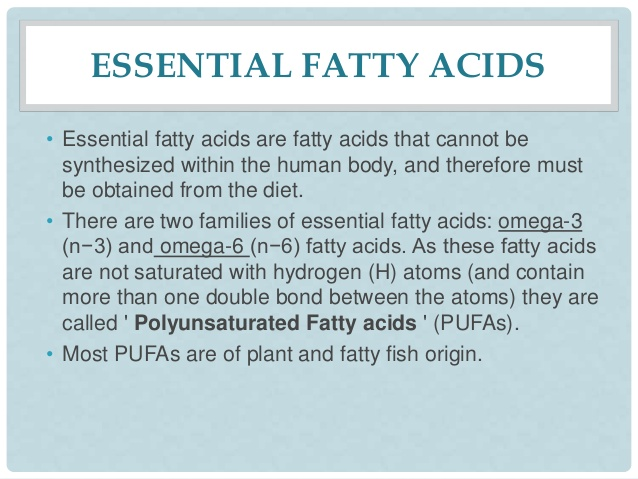 ESSENTIAL FATTY ACIDS
• Essential fatty acids are fatty acids that cannot be
synthesized within the human body, and therefore must
be obtained from the diet.
• There are two families of essential fatty acids: omega-3
(n−3) and omega-6 (n−6) fatty acids. As these fatty acids
are not saturated with hydrogen (H) atoms (and contain
more than one double bond between the atoms) they are
called ' Polyunsaturated Fatty acids ' (PUFAs).
• Most PUFAs are of plant and fatty fish origin.